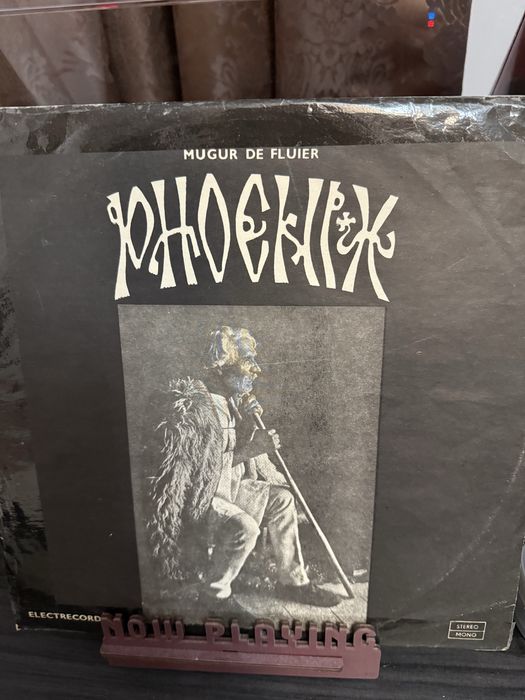 MUGUR DE FLUIER
PHOENIX
ELECTRECORD
STEREO
MONO
NOW PLAYING